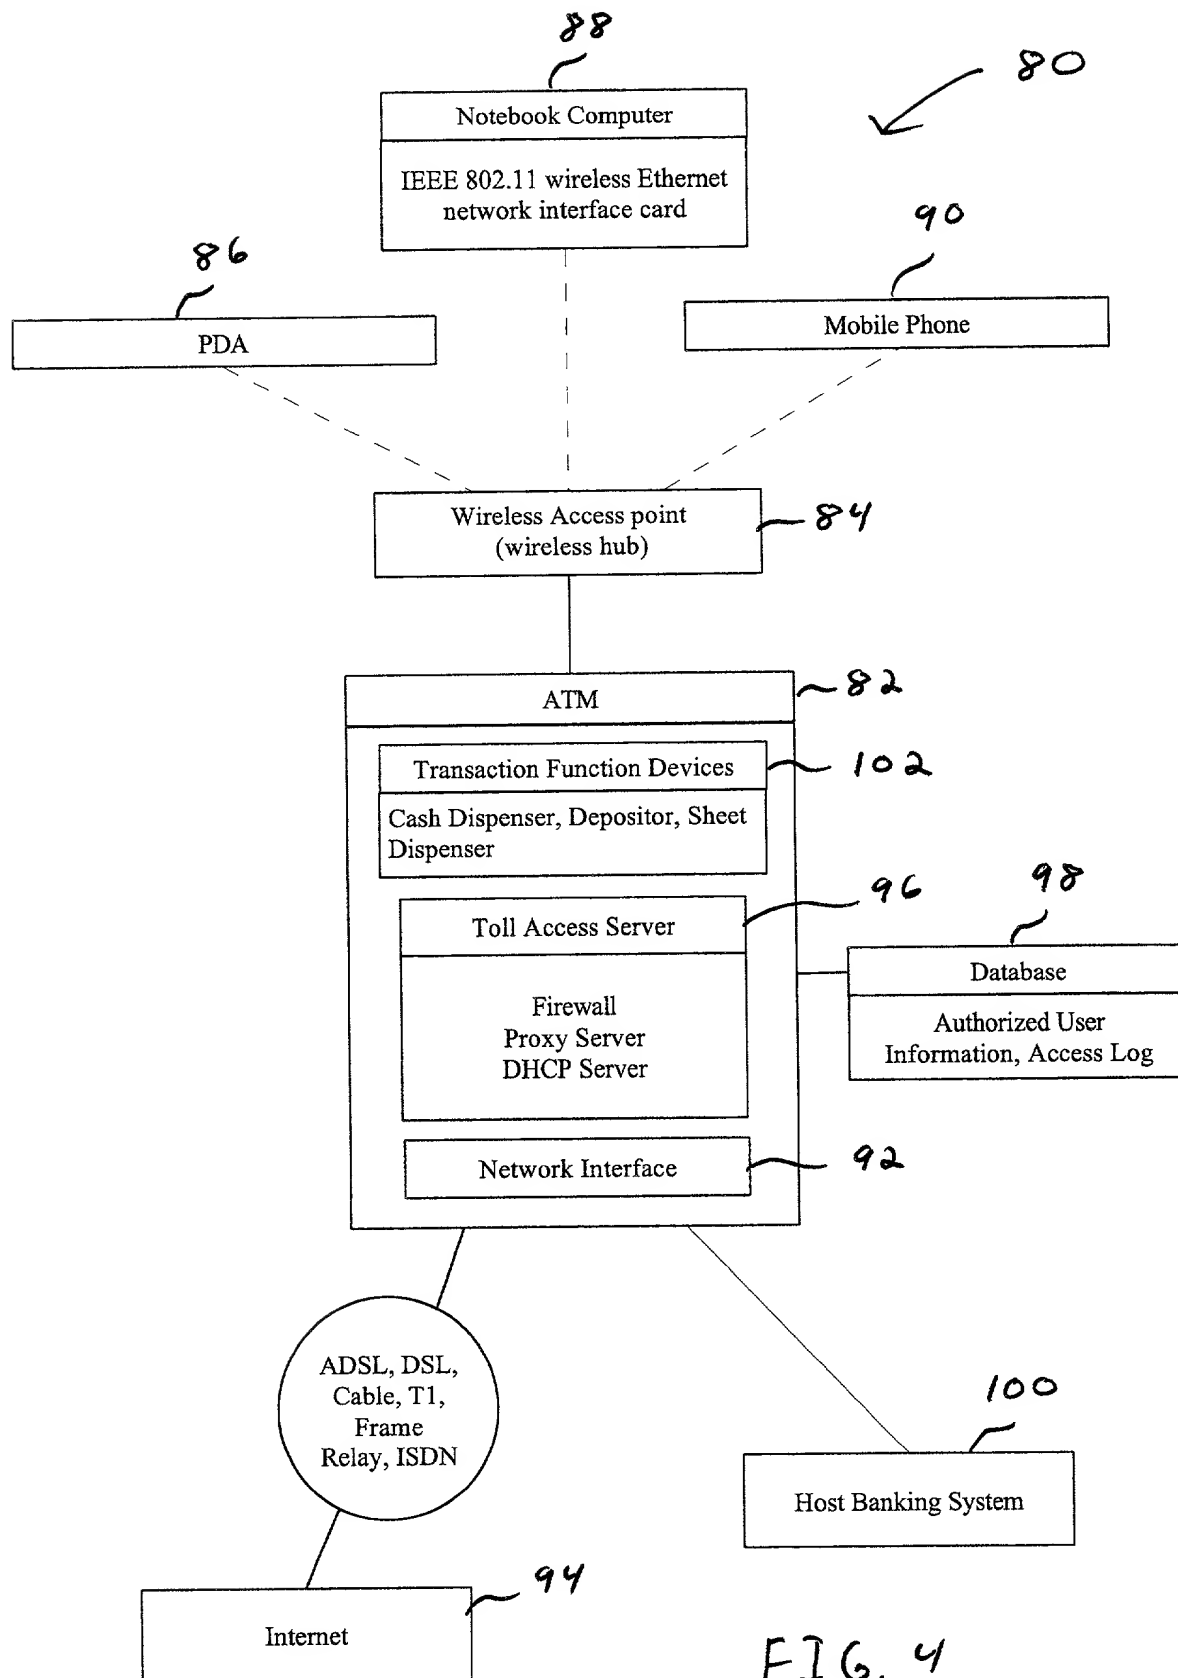 88
80
Notebook Computer
IEEE 802.11 wireless Ethernet
network interface card
90
86
Mobile Phone
PDA
Wireless Access point
(wireless hub)
84
ATM
82
Transaction Function Devices
102
Cash Dispenser, Depositor, Sheet
Dispenser
96
98
Toll Access Server
Database
Firewall
Proxy Server
DHCP Server
Authorized User
Information, Access Log
Network Interface
92
ADSL, DSL,
Cable, T1,
Frame
Relay, ISDN
100
Host Banking System
94
Internet
FIG. 4